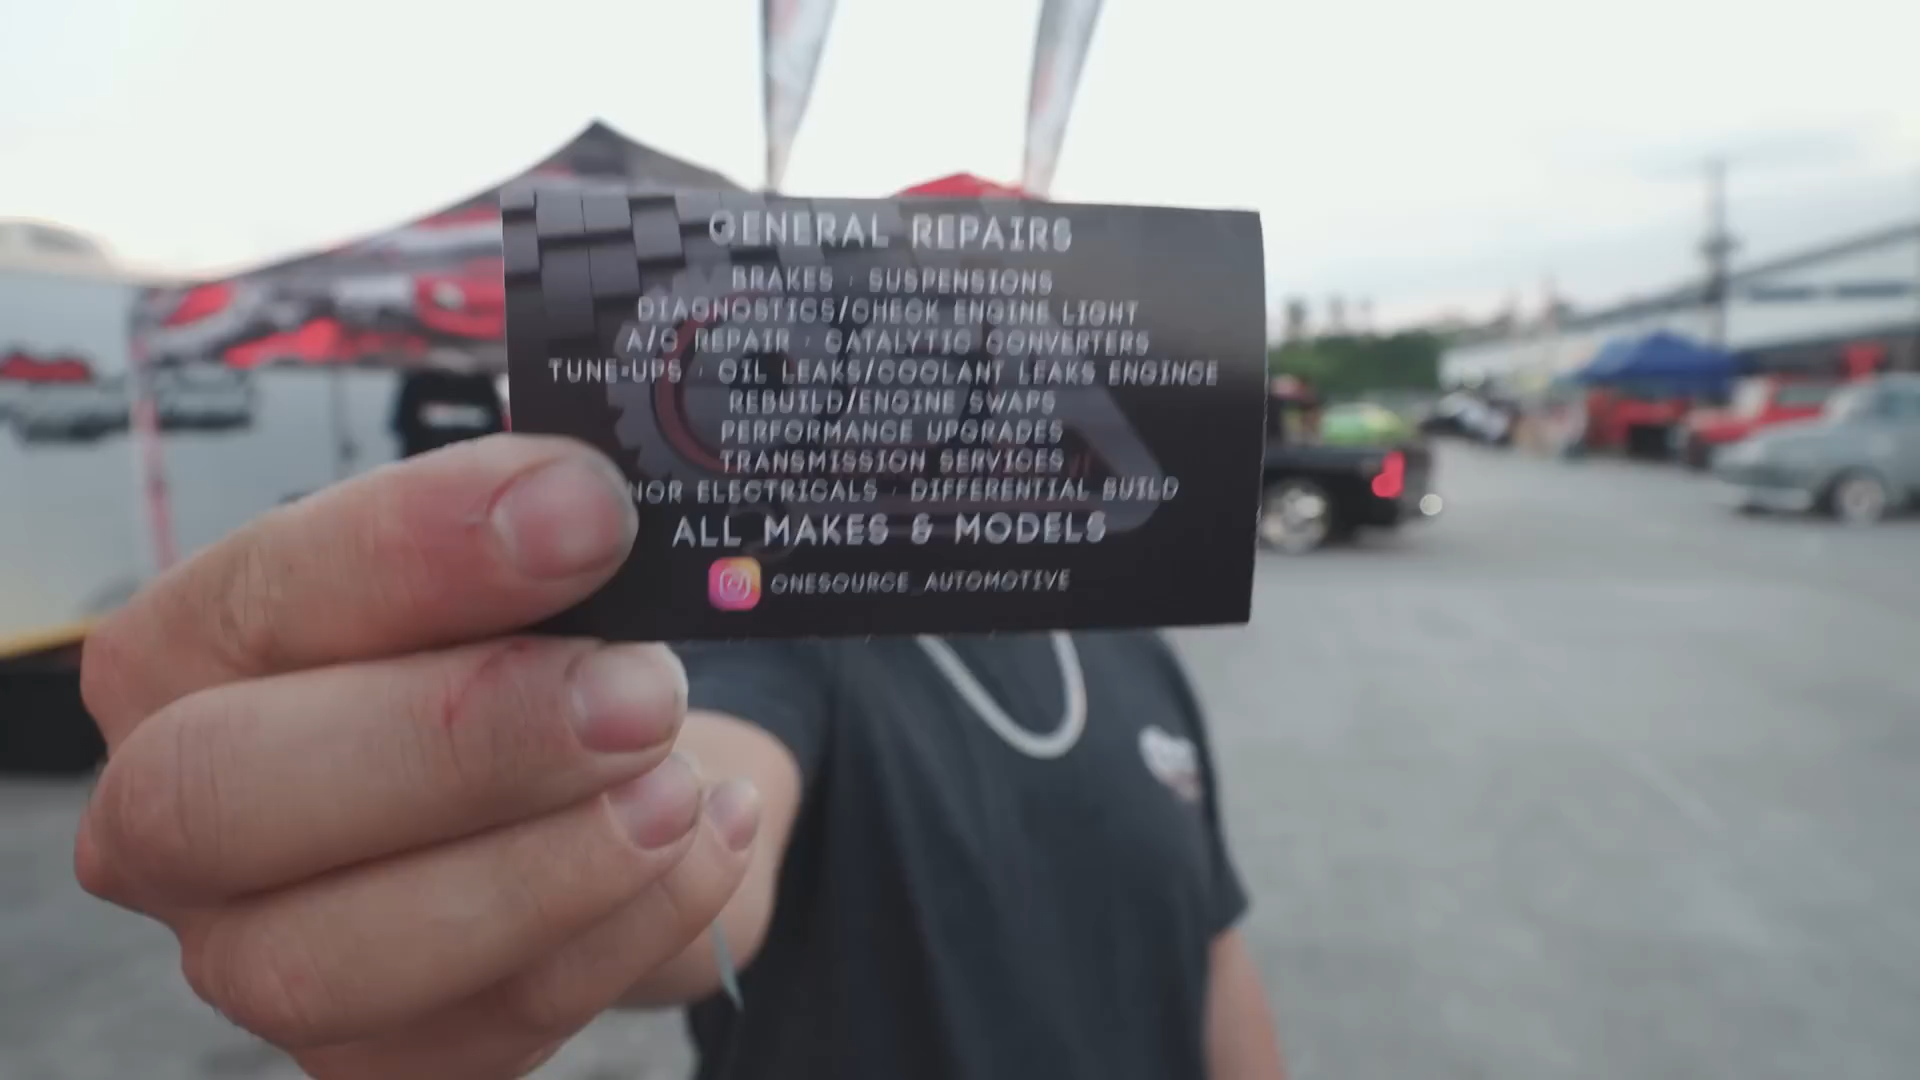 GENERAL REPAIRS
BRAKES · SUSPENSIONS
DIAGNOSTICS/CHECK ENGINE LIGHT
A/C REPAIR · CATALYTIC CONVERTERS
TUNE-UPS · OIL LEAKS/COOLANT LEAKS ENGINCE
REBUILD/ENGINE SWAPS
PERFORMANCE UPGRADES
TRANSMISSION SERVICES
NOR ELECTRICALS · DIFFERENTIAL BUILD
ALL MAKES & MODELS
ONESOURCE_AUTOMOTIVE